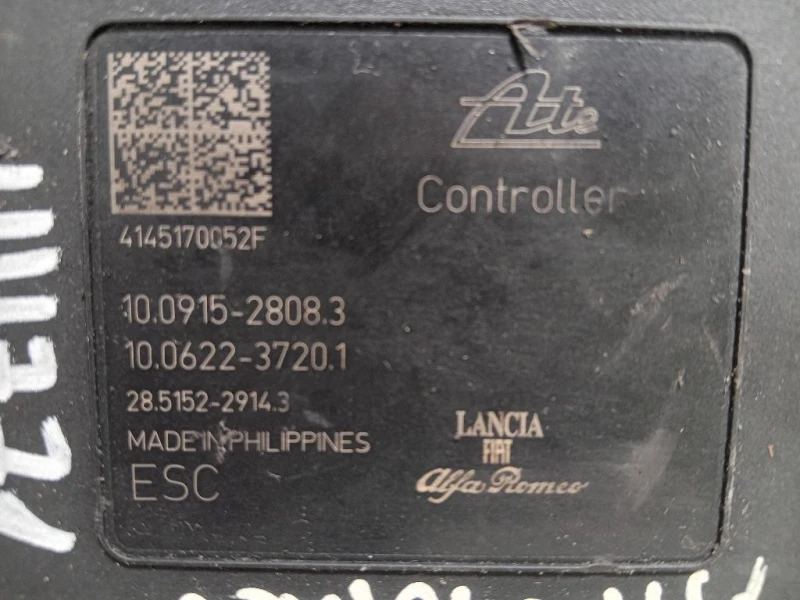 Ate
Controller
4145170052F
10.0915-2808.3
10.0622-3720.1
28.5152-2914.3
MADE IN PHILIPPINES
ESC
LANCIA
FIAT
Alfa Romeo